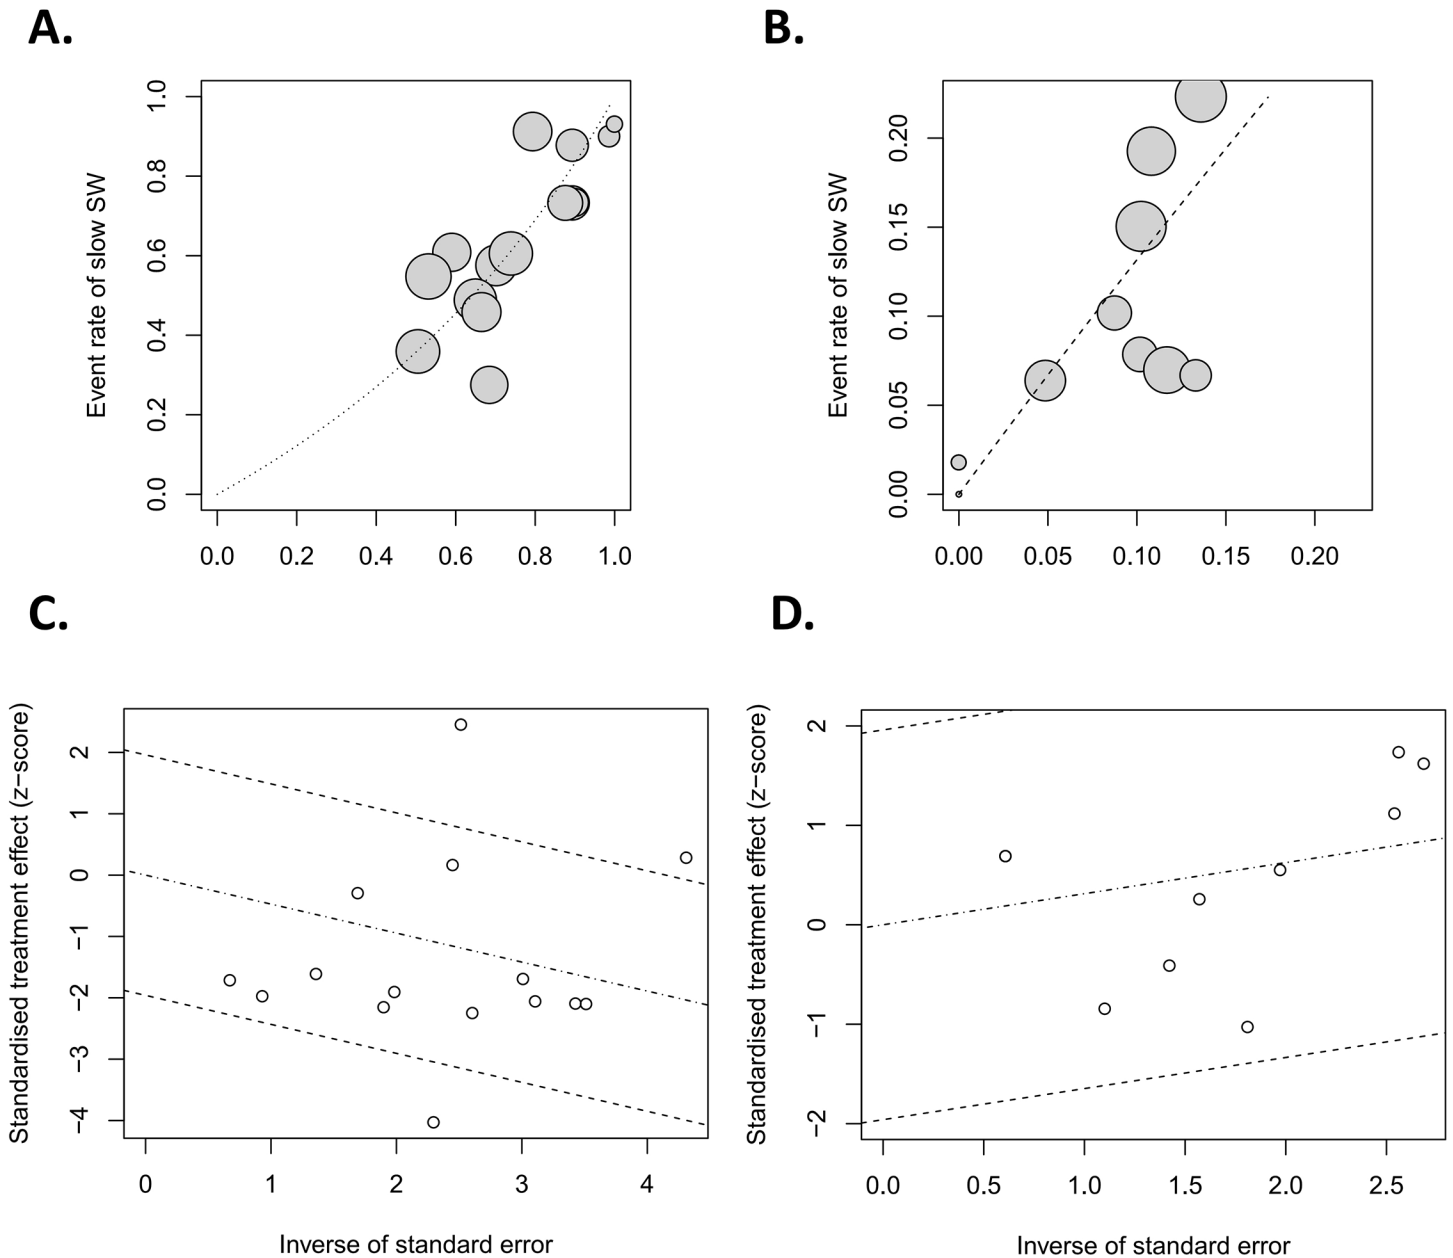 A.
B.
Event rate of slow SW
1.0
0.8
0.6
0.4
0.2
0.0
0.0 0.2 0.4 0.6 0.8 1.0
Event rate of slow SW
0.20
0.15
0.10
0.05
0.00
0.00 0.05 0.10 0.15 0.20
C.
D.
Standardised treatment effect (z−score)
2
1
0
−1
−2
−3
−4
0 1 2 3 4
Inverse of standard error
Standardised treatment effect (z−score)
2
1
0
−1
−2
0.0 0.5 1.0 1.5 2.0 2.5
Inverse of standard error